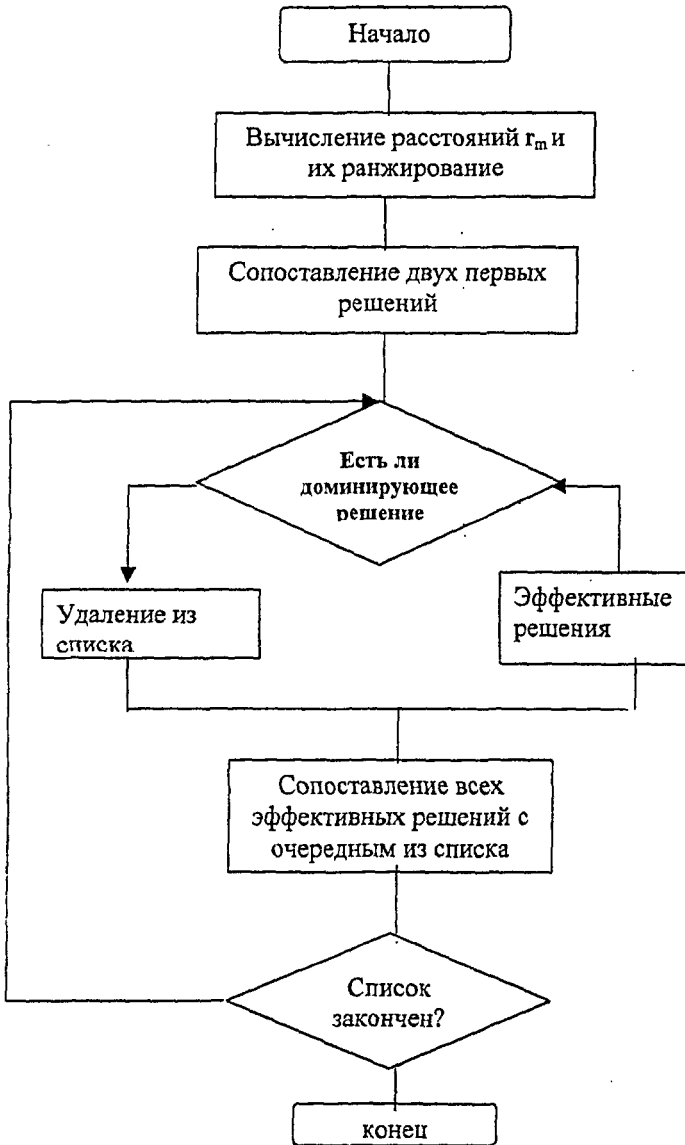 Начало
Вычисление расстояний rₘ и
их ранжирование
Сопоставление двух первых
решений
Есть ли
доминирующее
решение
Удаление из
списка
Эффективные
решения
Сопоставление всех
эффективных решений с
очередным из списка
Список
закончен?
конец